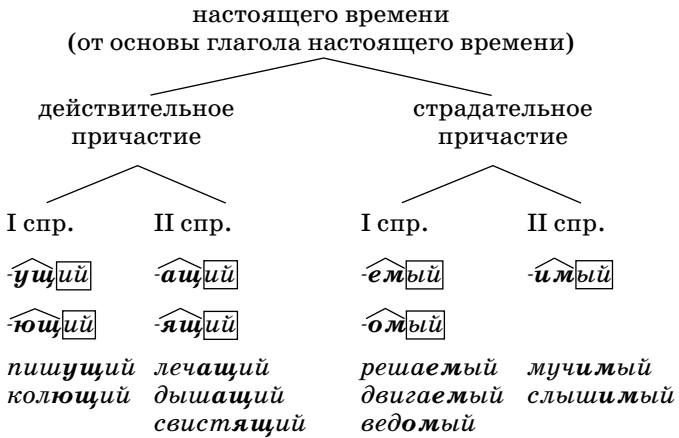 настоящего времени
(от основы глагола настоящего времени)
действительное
причастие
страдательное
причастие
I спр.
II спр.
I спр.
II спр.
-ущий
-ащий
-емый
-имый
-ющий
-ящий
-омый
пишущий
лечащий
решаемый
мучимый
колющий
дышащий
двигаемый
слышимый
свистящий
ведомый